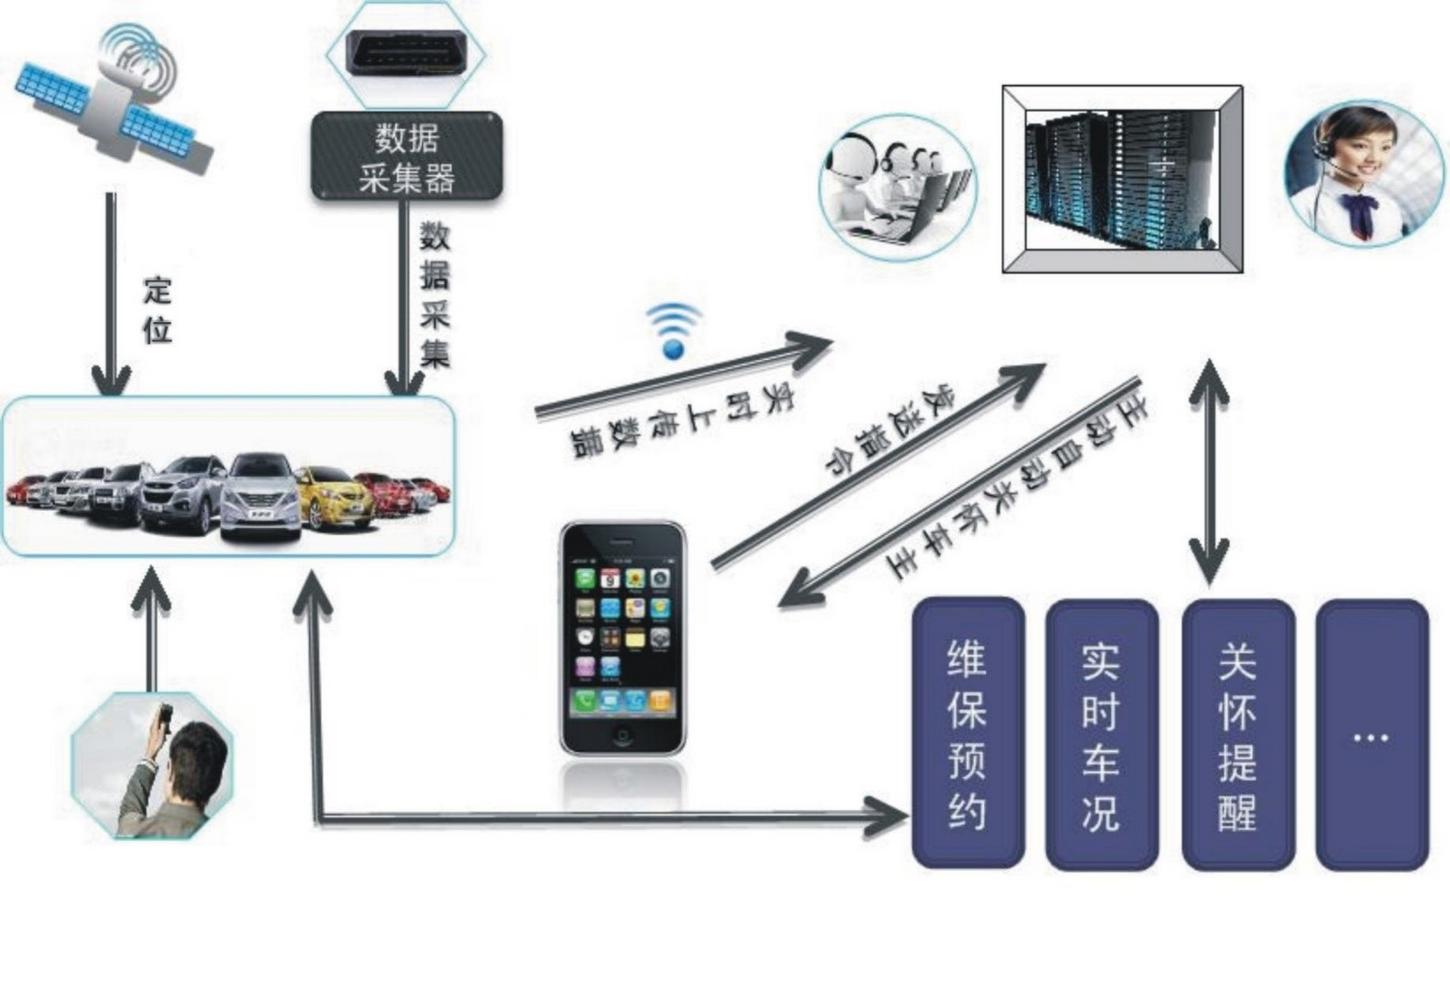 数据
采集器
定位
数据采集
实时上传数据
发送指令
主动自动关怀车主
维保预约
实时车况
关怀提醒
...